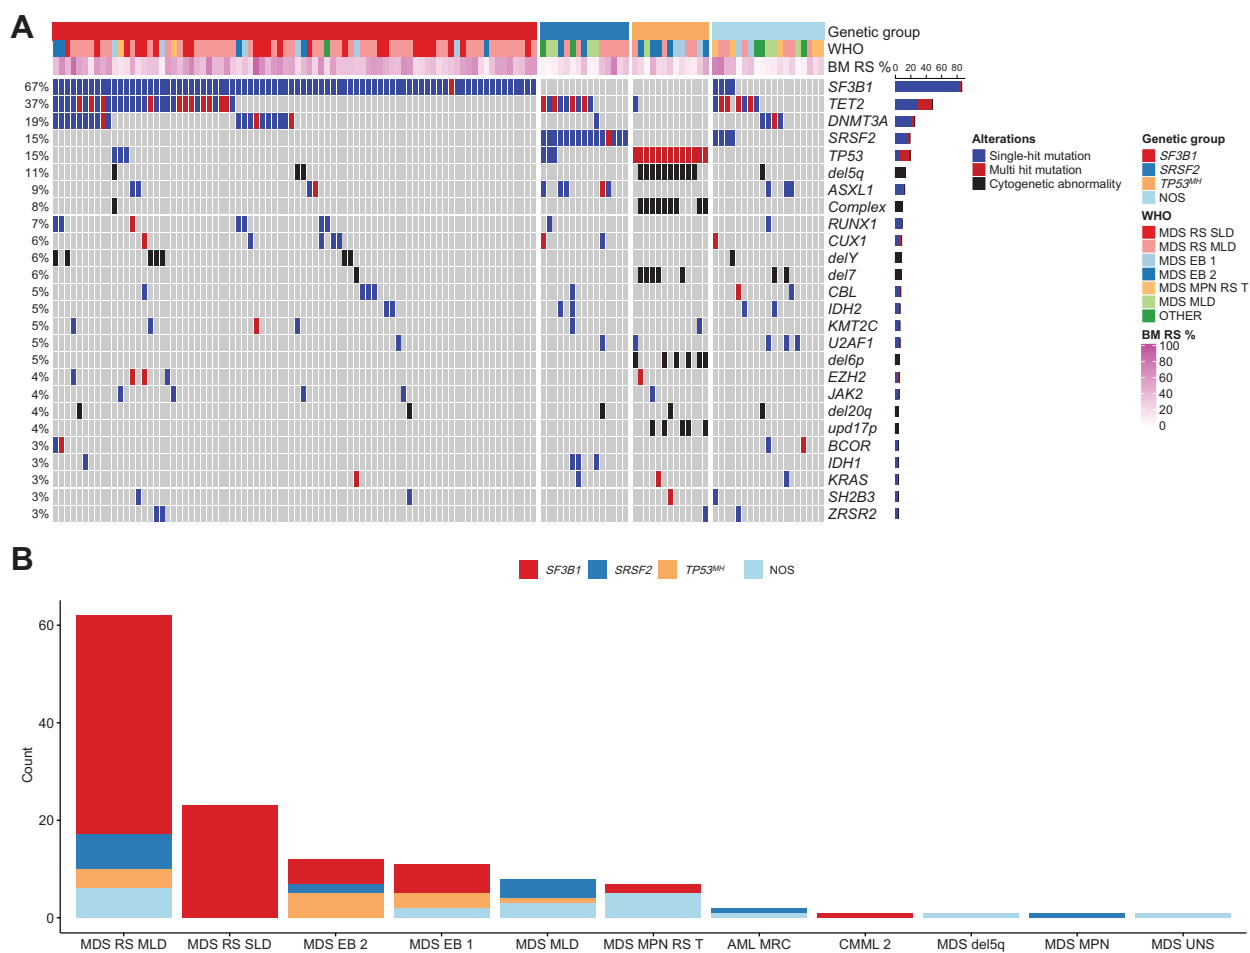 A
Genetic group
WHO
BM RS %
0 20 40 60 80
67% SF3B1
37% TET2
19% DNMT3A
15% SRSF2
15% TP53
11% del5q
9% ASXL1
8% Complex
7% RUNX1
6% CUX1
6% delY
6% del7
5% CBL
5% IDH2
5% KMT2C
5% U2AF1
5% del6p
4% EZH2
4% JAK2
4% del20q
4% upd17p
3% BCOR
3% IDH1
3% KRAS
3% SH2B3
3% ZRSR2
Alterations
Single-hit mutation
Multi hit mutation
Cytogenetic abnormality
Genetic group
SF3B1
SRSF2
TP53ᴹᴴ
NOS
WHO
MDS RS SLD
MDS RS MLD
MDS EB 1
MDS EB 2
MDS MPN RS T
MDS MLD
OTHER
BM RS %
100
80
60
40
20
0
B
SF3B1 SRSF2 TP53ᴹᴴ NOS
Count
60
40
20
0
MDS RS MLD MDS RS SLD MDS EB 2 MDS EB 1 MDS MLD MDS MPN RS T AML MRC CMML 2 MDS del5q MDS MPN MDS UNS